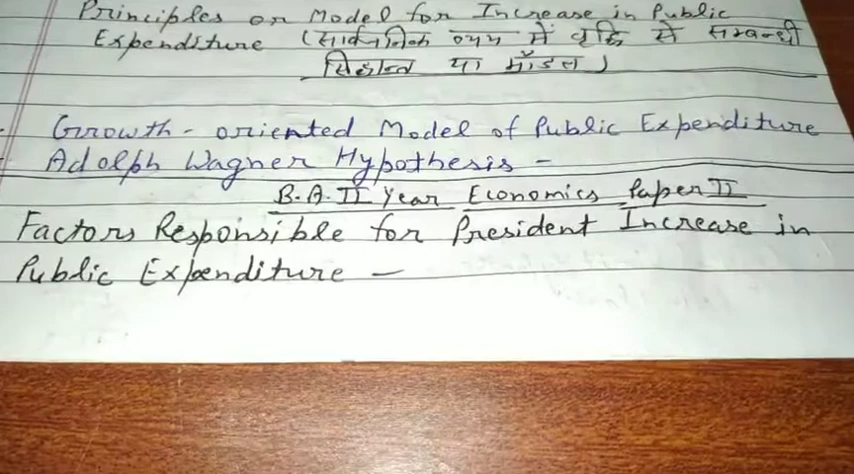 Principles or Model for Increase in Public
Expenditure (सार्वजनिक व्यय में वृद्धि से सम्बन्धी
सिद्धान्त या मॉडल)
Growth-oriented Model of Public Expenditure
Adolph Wagner Hypothesis -
B.A. II Year Economics Paper II
Factors Responsible for President Increase in
Public Expenditure -